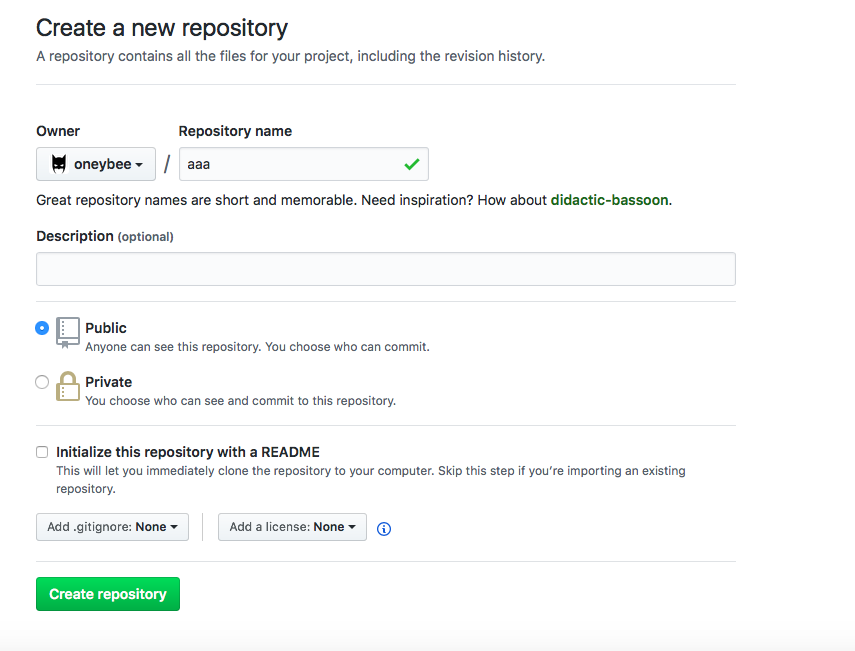 Create a new repository
A repository contains all the files for your project, including the revision history.
Owner
Repository name
oneybee / aaa
Great repository names are short and memorable. Need inspiration? How about didactic-bassoon.
Description (optional)
Public
Anyone can see this repository. You choose who can commit.
Private
You choose who can see and commit to this repository.
Initialize this repository with a README
This will let you immediately clone the repository to your computer. Skip this step if you’re importing an existing
repository.
Add .gitignore: None
Add a license: None
Create repository